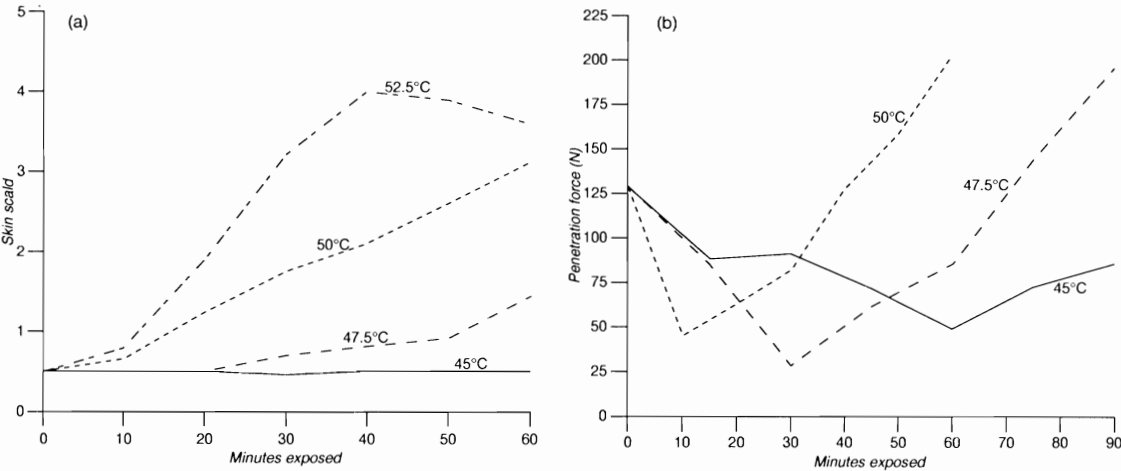 (a)
5
4
3
2
1
0
Skin scald
52.5°C
50°C
47.5°C
45°C
0 10 20 30 40 50 60
Minutes exposed
(b)
225
200
175
150
125
100
75
50
25
0
Penetration force (N)
50°C
47.5°C
45°C
0 10 20 30 40 50 60 70 80 90
Minutes exposed